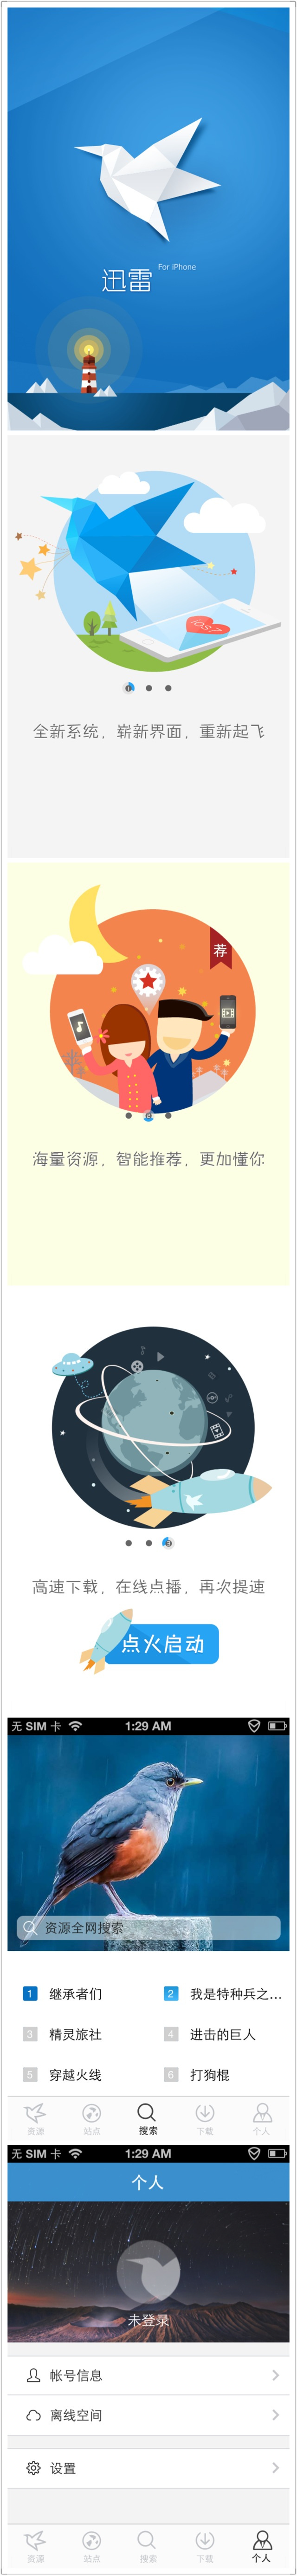 For iPhone
迅雷
iOS7
全新系统，崭新界面，重新起飞
荐
海量资源，智能推荐，更加懂你
高速下载，在线点播，再次提速
点火启动
无 SIM 卡 1:29 AM
资源全网搜索
1 继承者们 2 我是特种兵之...
3 精灵旅社 4 进击的巨人
5 穿越火线 6 打狗棍
资源 站点 搜索 下载 个人
无 SIM 卡 1:29 AM
个人
未登录
帐号信息
离线空间
设置
资源 站点 搜索 下载 个人